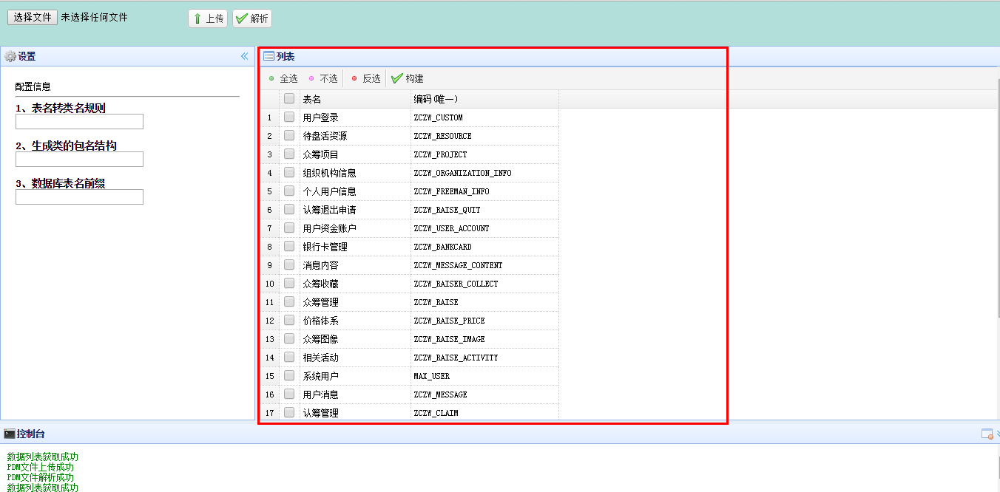 选择文件 未选择任何文件 上传 解析
设置
配置信息
1、表名转类名规则
2、生成类的包名结构
3、数据库表名前缀
列表
全选 不选 反选 构建
表名 编码(唯一)
1 用户登录 ZCZW_CUSTOM
2 待盘活资源 ZCZW_RESOURCE
3 众筹项目 ZCZW_PROJECT
4 组织机构信息 ZCZW_ORGANIZATION_INFO
5 个人用户信息 ZCZW_FREEMAN_INFO
6 认筹退出申请 ZCZW_RAISE_QUIT
7 用户资金账户 ZCZW_USER_ACCOUNT
8 银行卡管理 ZCZW_BANKCARD
9 消息内容 ZCZW_MESSAGE_CONTENT
10 众筹收藏 ZCZW_RAISER_COLLECT
11 众筹管理 ZCZW_RAISE
12 价格体系 ZCZW_RAISE_PRICE
13 众筹图像 ZCZW_RAISE_IMAGE
14 相关活动 ZCZW_RAISE_ACTIVITY
15 系统用户 MAX_USER
16 用户消息 ZCZW_MESSAGE
17 认筹管理 ZCZW_CLAIM
控制台
数据列表获取成功
PDM文件上传成功
PDM文件解析成功
数据列表获取成功